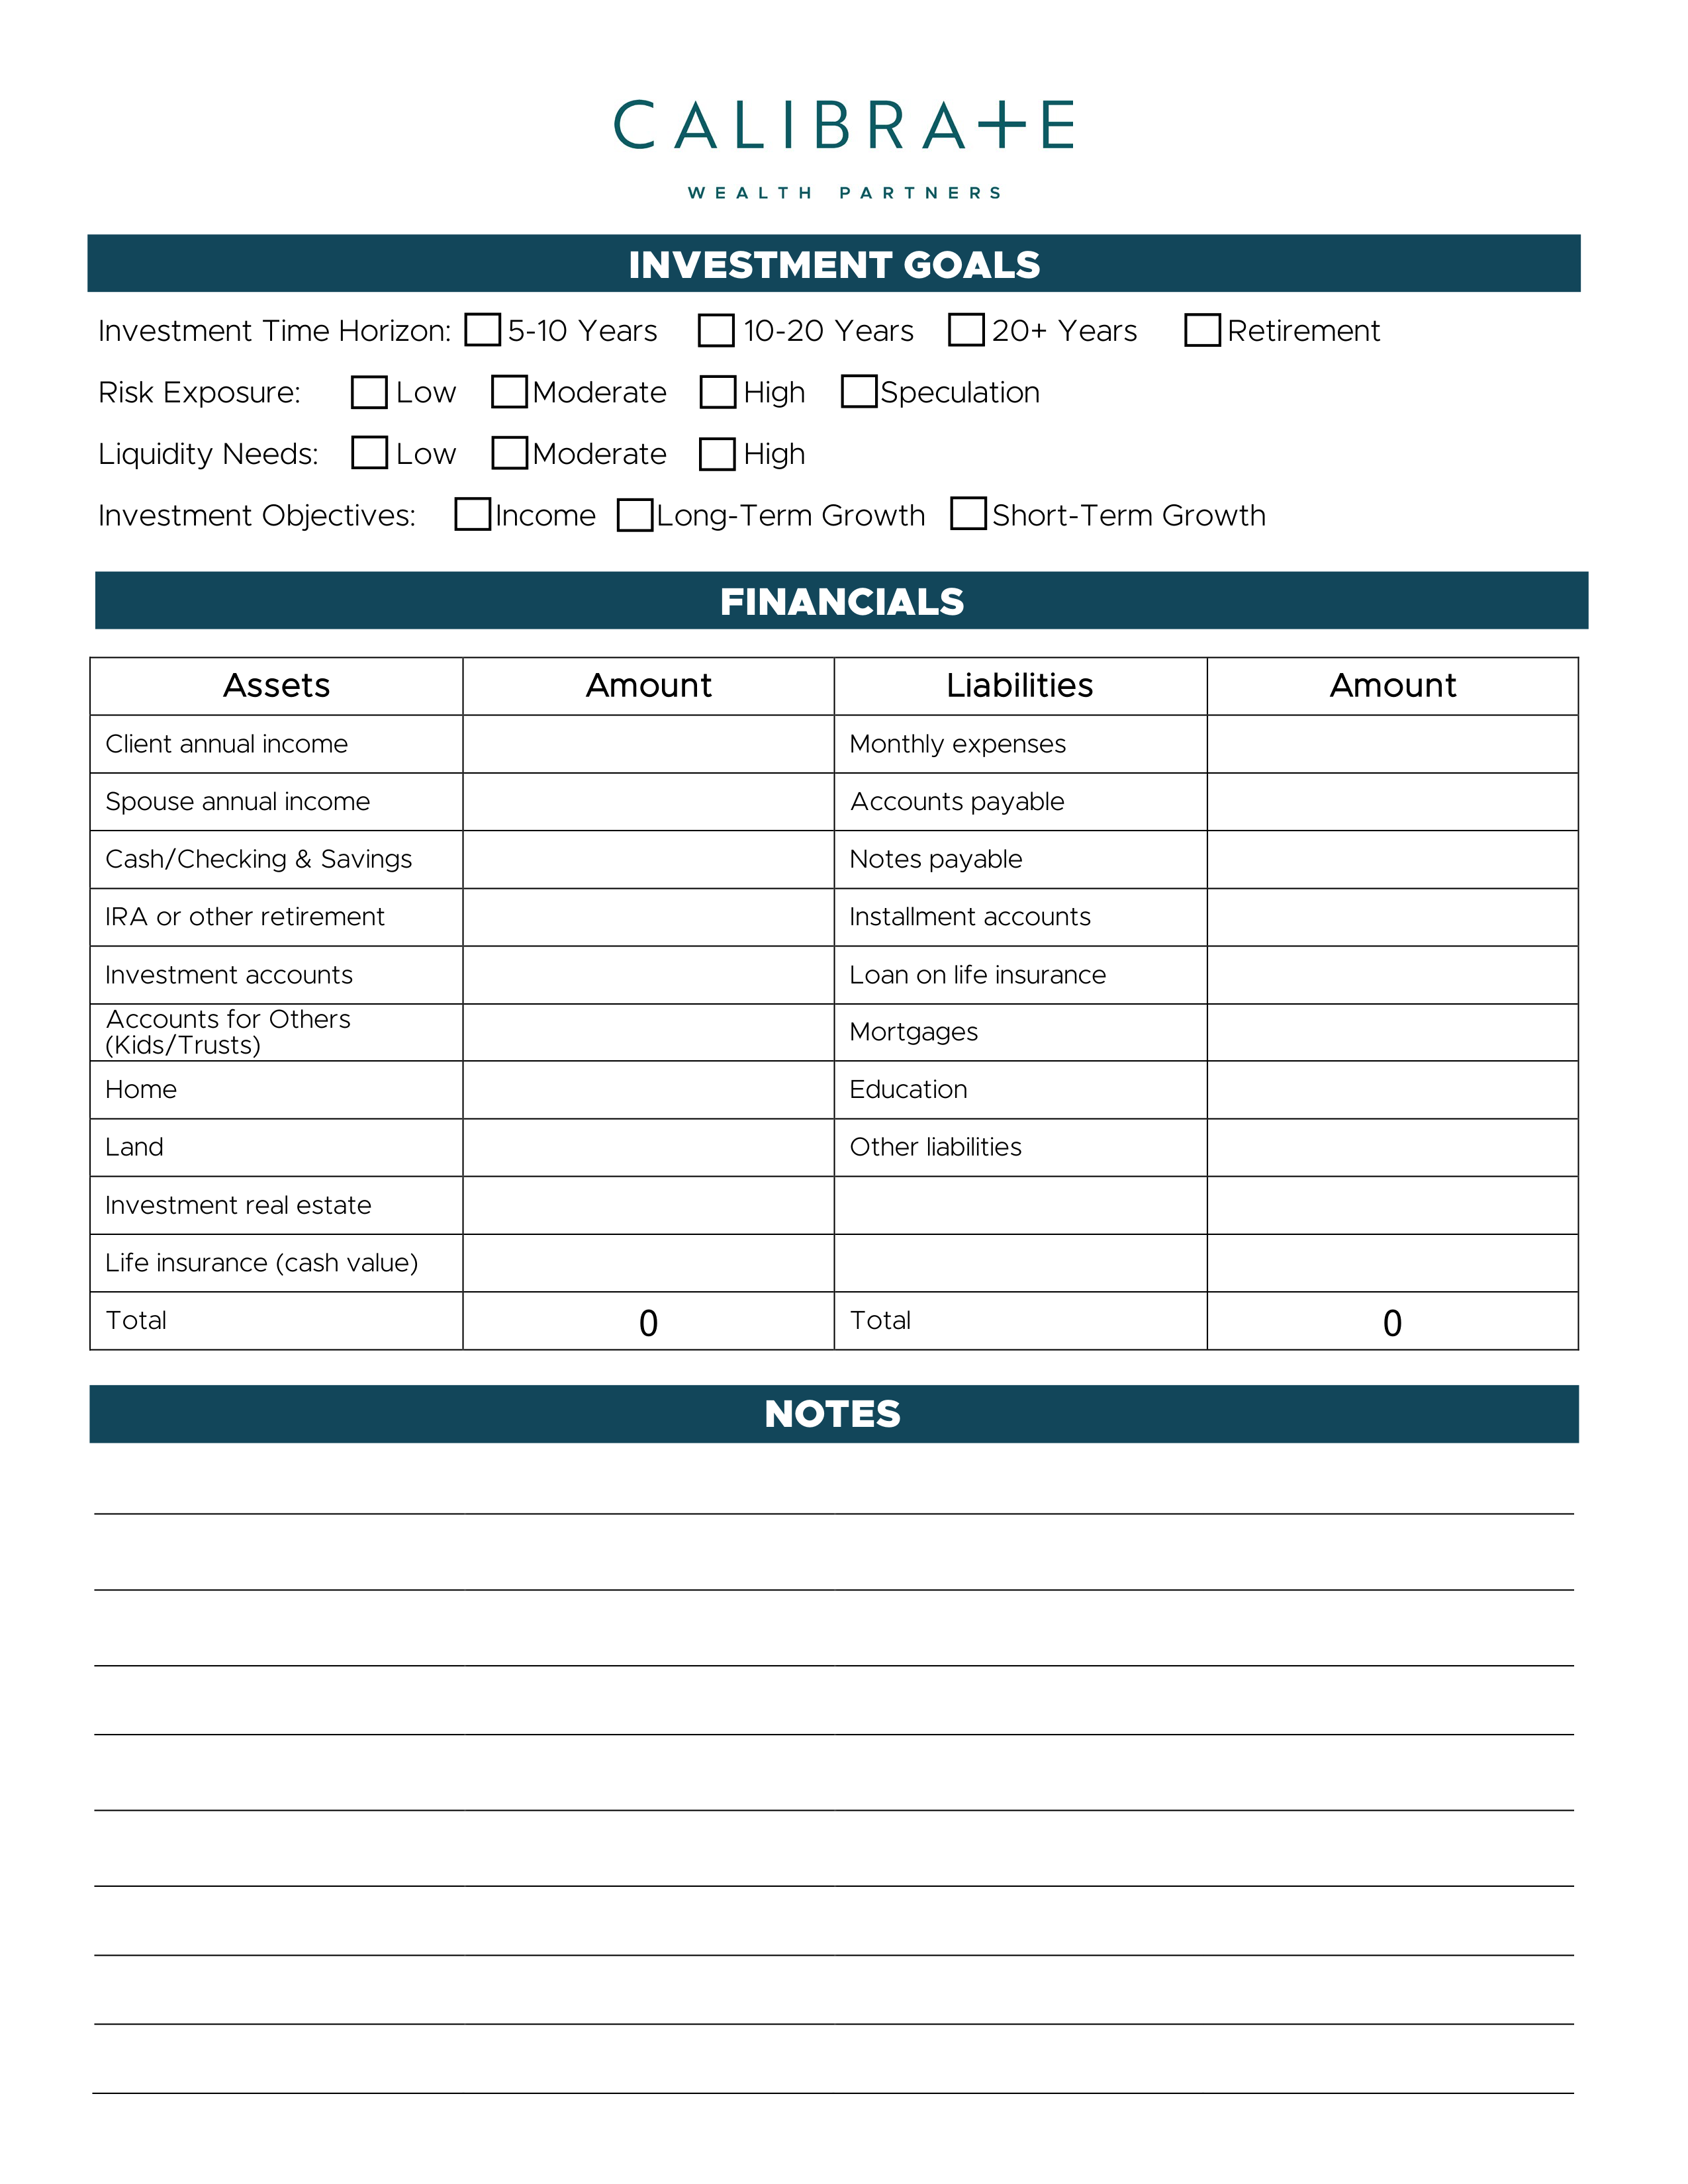 CALIBRATE
WEALTH PARTNERS
INVESTMENT GOALS
Investment Time Horizon: 5-10 Years 10-20 Years 20+ Years Retirement
Risk Exposure: Low Moderate High Speculation
Liquidity Needs: Low Moderate High
Investment Objectives: Income Long-Term Growth Short-Term Growth
FINANCIALS
Assets Amount Liabilities Amount
Client annual income Monthly expenses
Spouse annual income Accounts payable
Cash/Checking & Savings Notes payable
IRA or other retirement Installment accounts
Investment accounts Loan on life insurance
Accounts for Others
(Kids/Trusts) Mortgages
Home Education
Land Other liabilities
Investment real estate
Life insurance (cash value)
Total 0 Total 0
NOTES